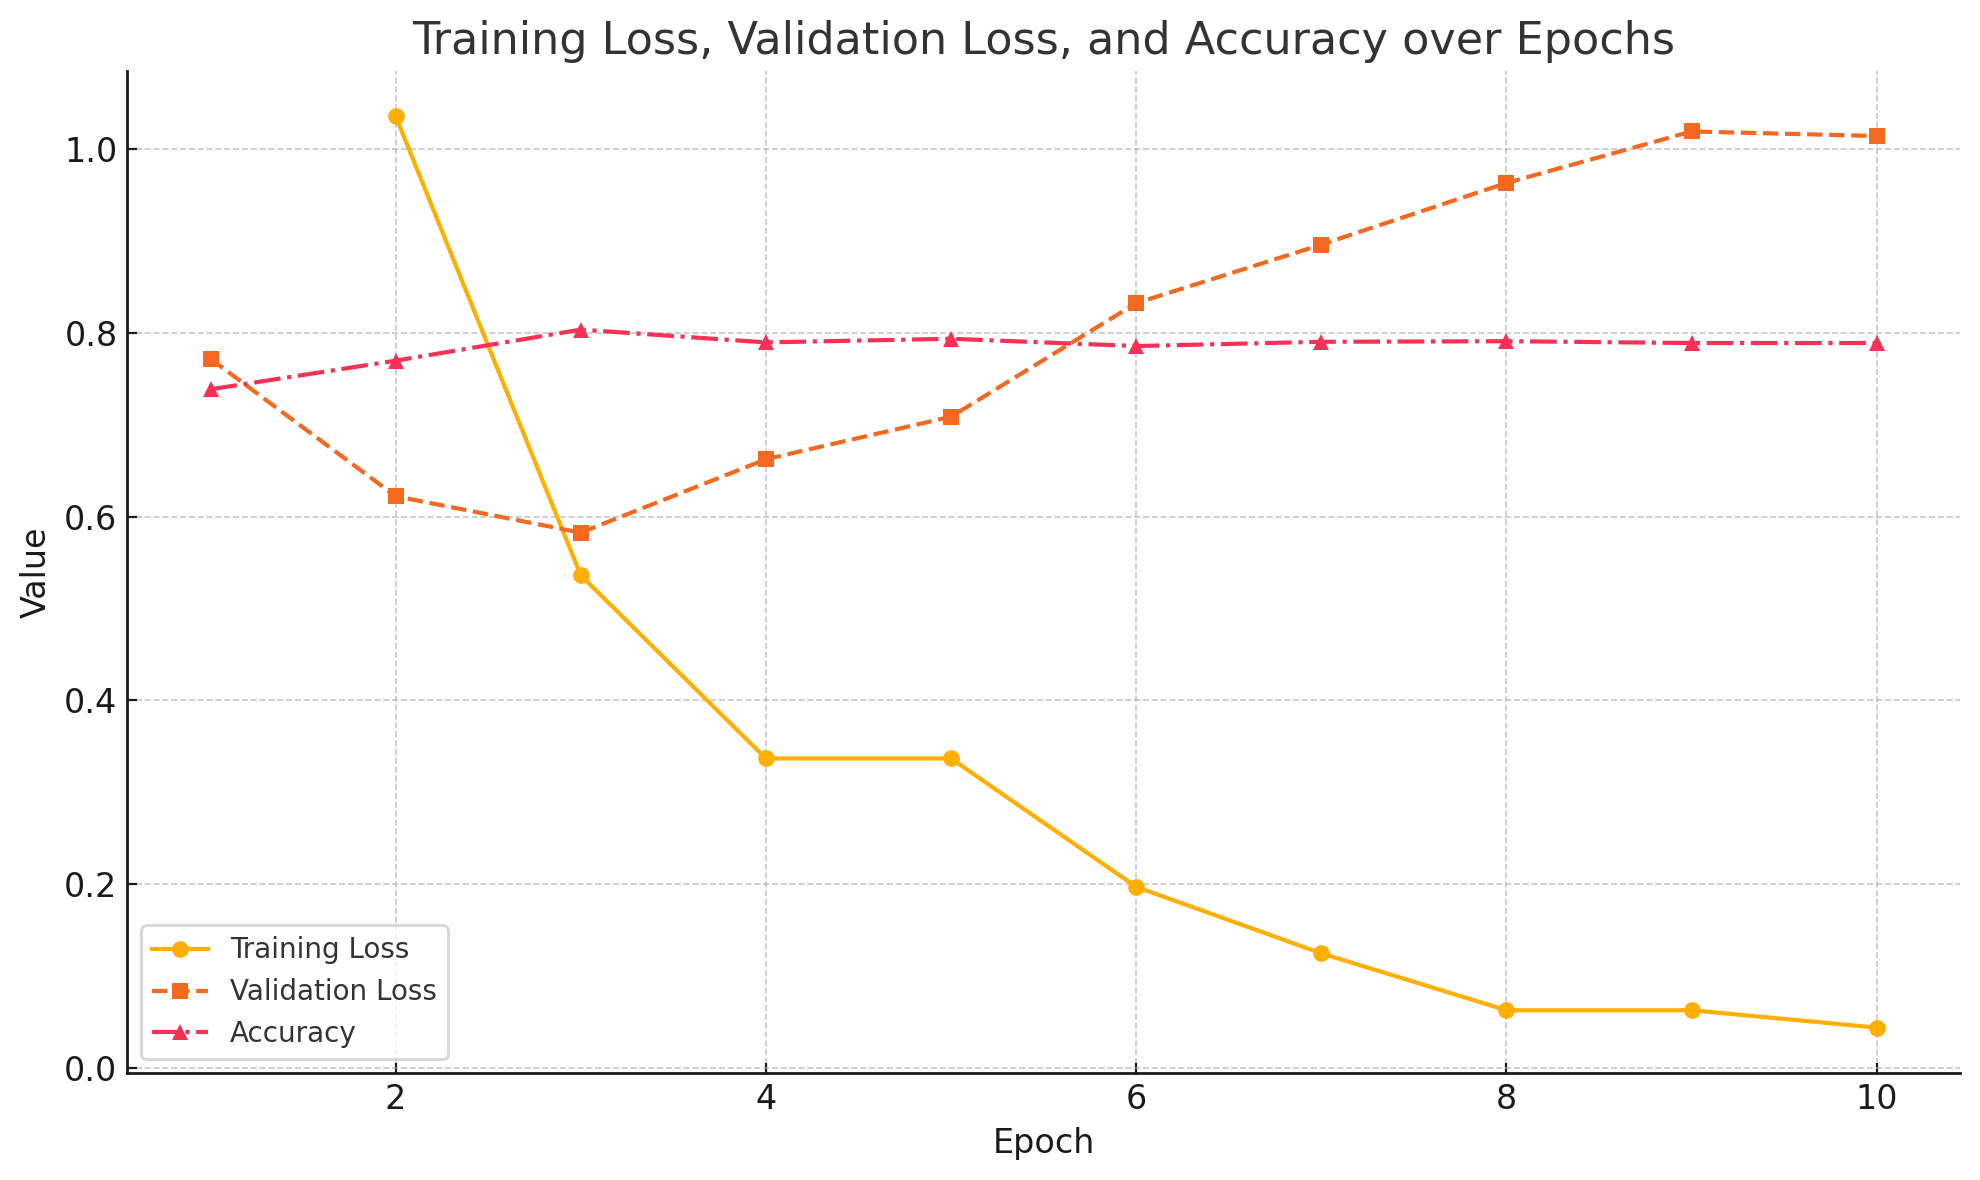 Training Loss, Validation Loss, and Accuracy over Epochs
1.0
0.8
0.6
0.4
0.2
0.0
Value
Training Loss
Validation Loss
Accuracy
2 4 6 8 10
Epoch